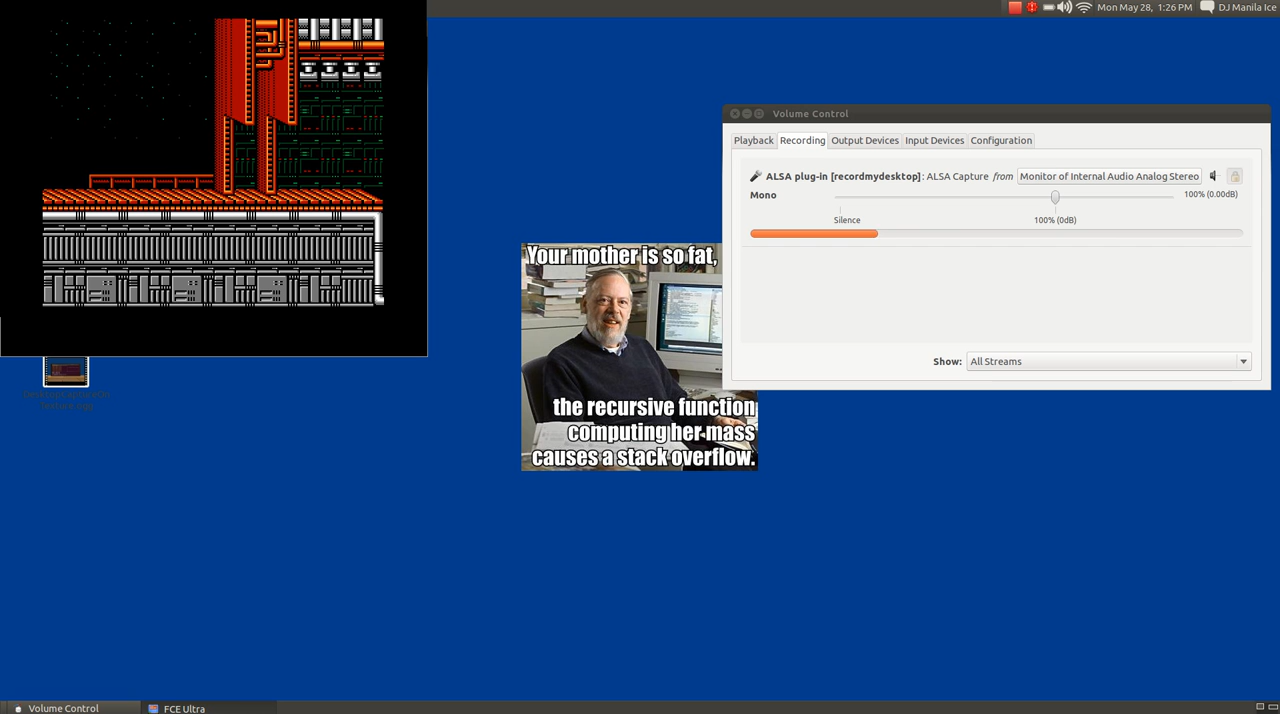 Mon May 28, 1:26 PM DJ Manila Ice
Volume Control
Playback Recording Output Devices Input Devices Configuration
ALSA plug-in [recordmydesktop]: ALSA Capture from Monitor of Internal Audio Analog Stereo
Mono 100% (0.00dB)
Silence 100% (0dB)
Show: All Streams
Your mother is so fat,
the recursive function
computing her mass
causes a stack overflow.
Volume Control FCE Ultra